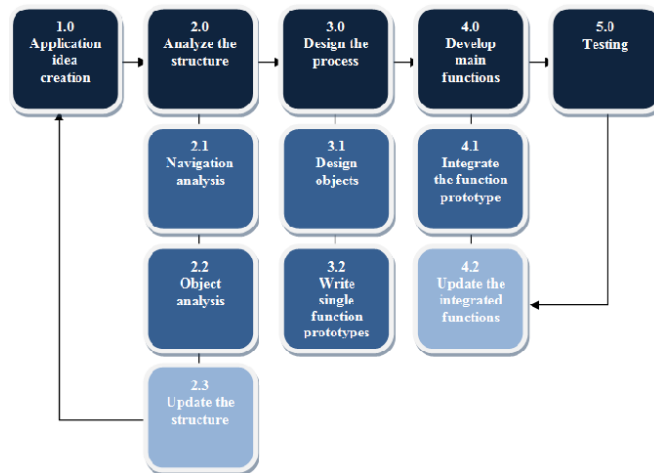 1.0
Application
idea
creation
2.0
Analyze the
structure
3.0
Design the
process
4.0
Develop
main
functions
5.0
Testing
2.1
Navigation
analysis
3.1
Design
objects
4.1
Integrate
the function
prototype
2.2
Object
analysis
3.2
Write
single
function
prototypes
4.2
Update the
integrated
functions
2.3
Update the
structure